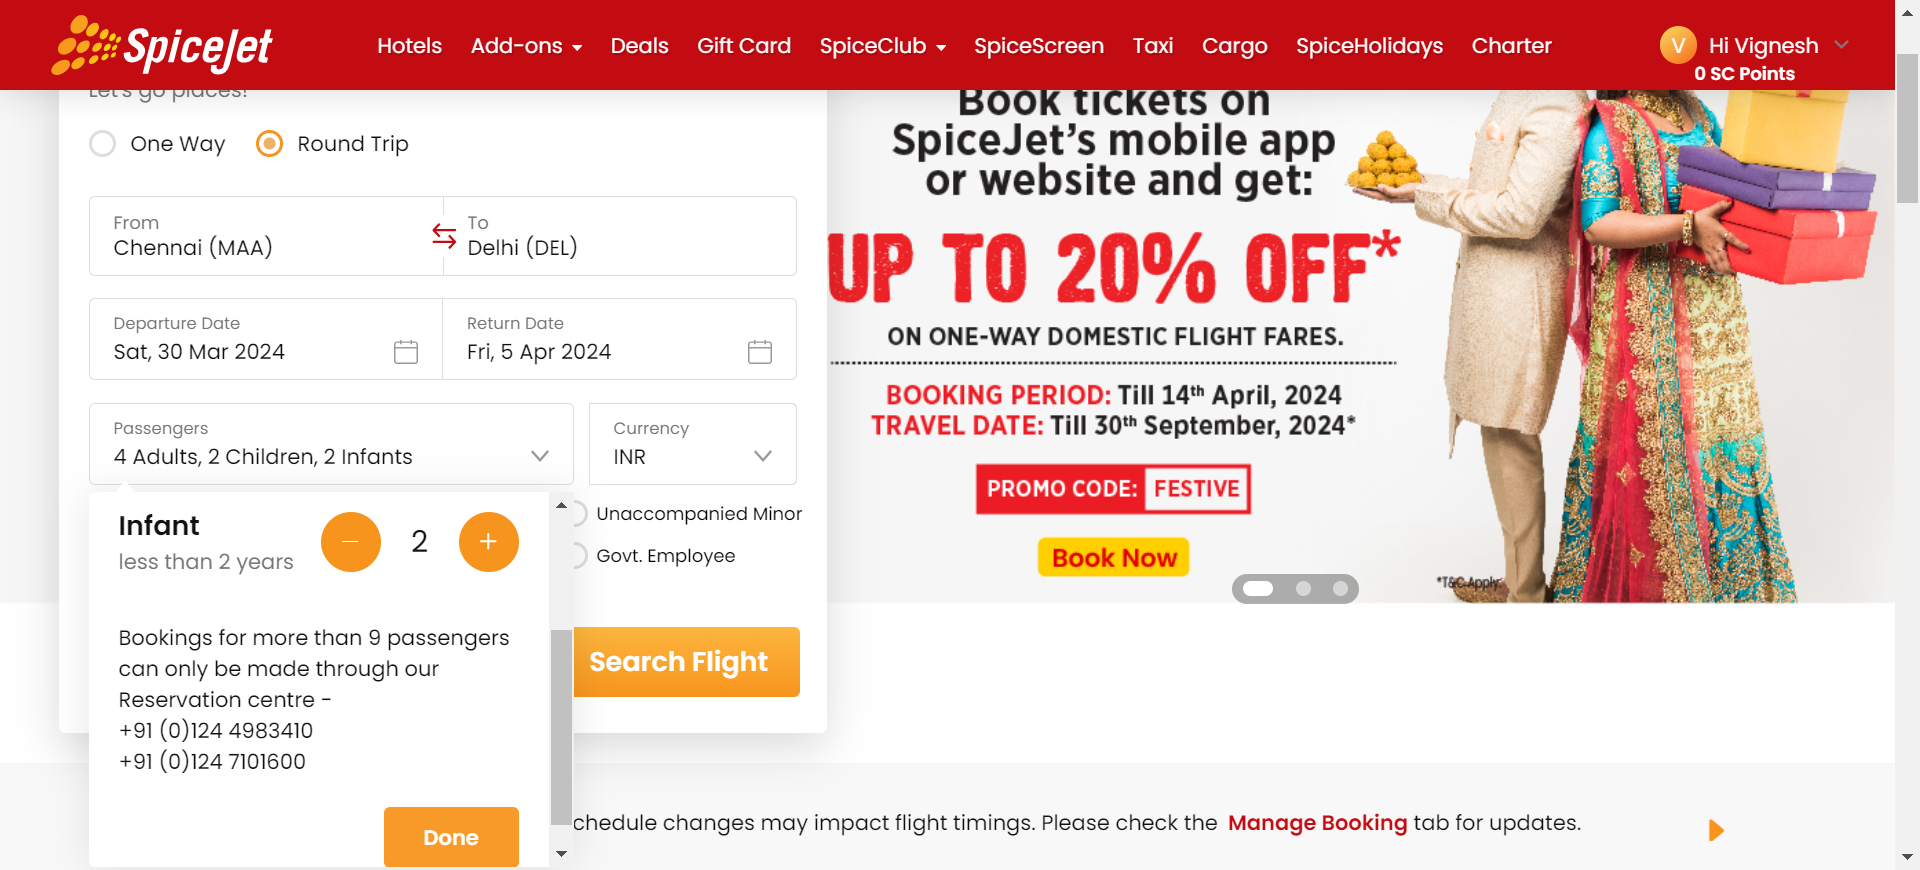 SpiceJet
Hotels Add-ons Deals Gift Card SpiceClub SpiceScreen Taxi Cargo SpiceHolidays Charter
V Hi Vignesh
0 SC Points
Let's go places!
One Way Round Trip
From
Chennai (MAA)
To
Delhi (DEL)
Departure Date
Sat, 30 Mar 2024
Return Date
Fri, 5 Apr 2024
Passengers
4 Adults, 2 Children, 2 Infants
Currency
INR
Infant
less than 2 years
2
Unaccompanied Minor
Govt. Employee
Bookings for more than 9 passengers
can only be made through our
Reservation centre -
+91 (0)124 4983410
+91 (0)124 7101600
Done
Search Flight
Book tickets on
SpiceJet's mobile app
or website and get:
UP TO 20% OFF*
ON ONE-WAY DOMESTIC FLIGHT FARES.
BOOKING PERIOD: Till 14th April, 2024
TRAVEL DATE: Till 30th September, 2024*
PROMO CODE: FESTIVE
Book Now
*T&C Apply.
chedule changes may impact flight timings. Please check the Manage Booking tab for updates.